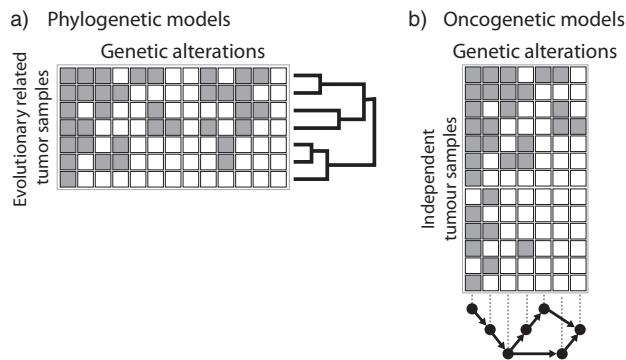 a) Phylogenetic models
Genetic alterations
Evolutionary related
tumor samples
b) Oncogenetic models
Genetic alterations
Independent
tumour samples